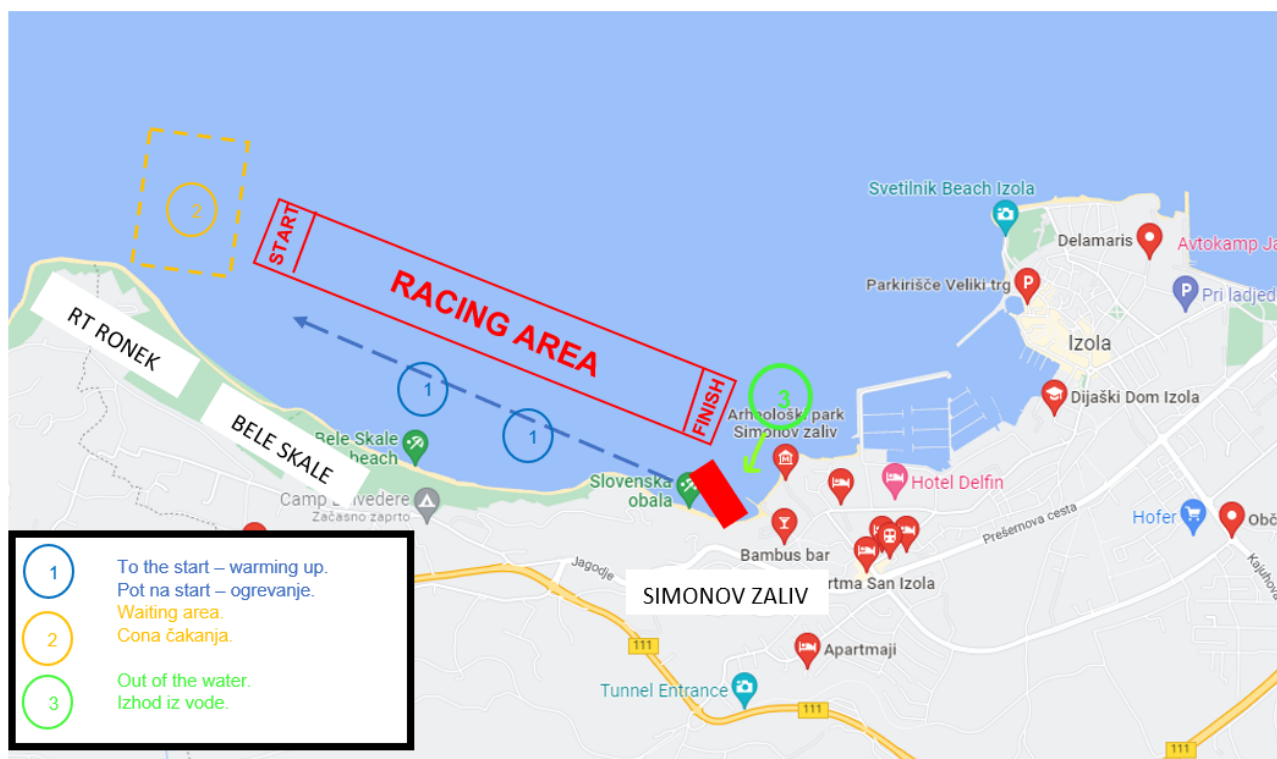 Svetilnik Beach Izola
2
START
Delamaris
Avtokamp Ja
RACING AREA
Parkirišče Veliki trg
Pri ladjed
RT RONEK
Izola
1
FINISH
3
Dijaški Dom Izola
Arheološki park
Simonov zaliv
1
BELE SKALE
Bele Skale
beach
Slovenska
obala
Hotel Delfin
Camp Belvedere
Začasno zaprto
Hofer
Obč
Prešernova cesta
Bambus bar
Kajuhova
Jagodje
rtma San Izola
SIMONOV ZALIV
1
To the start – warming up.
Pot na start – ogrevanje.
2
Waiting area.
Cona čakanja.
3
Out of the water.
Izhod iz vode.
111
Apartmaji
Tunnel Entrance
111
111